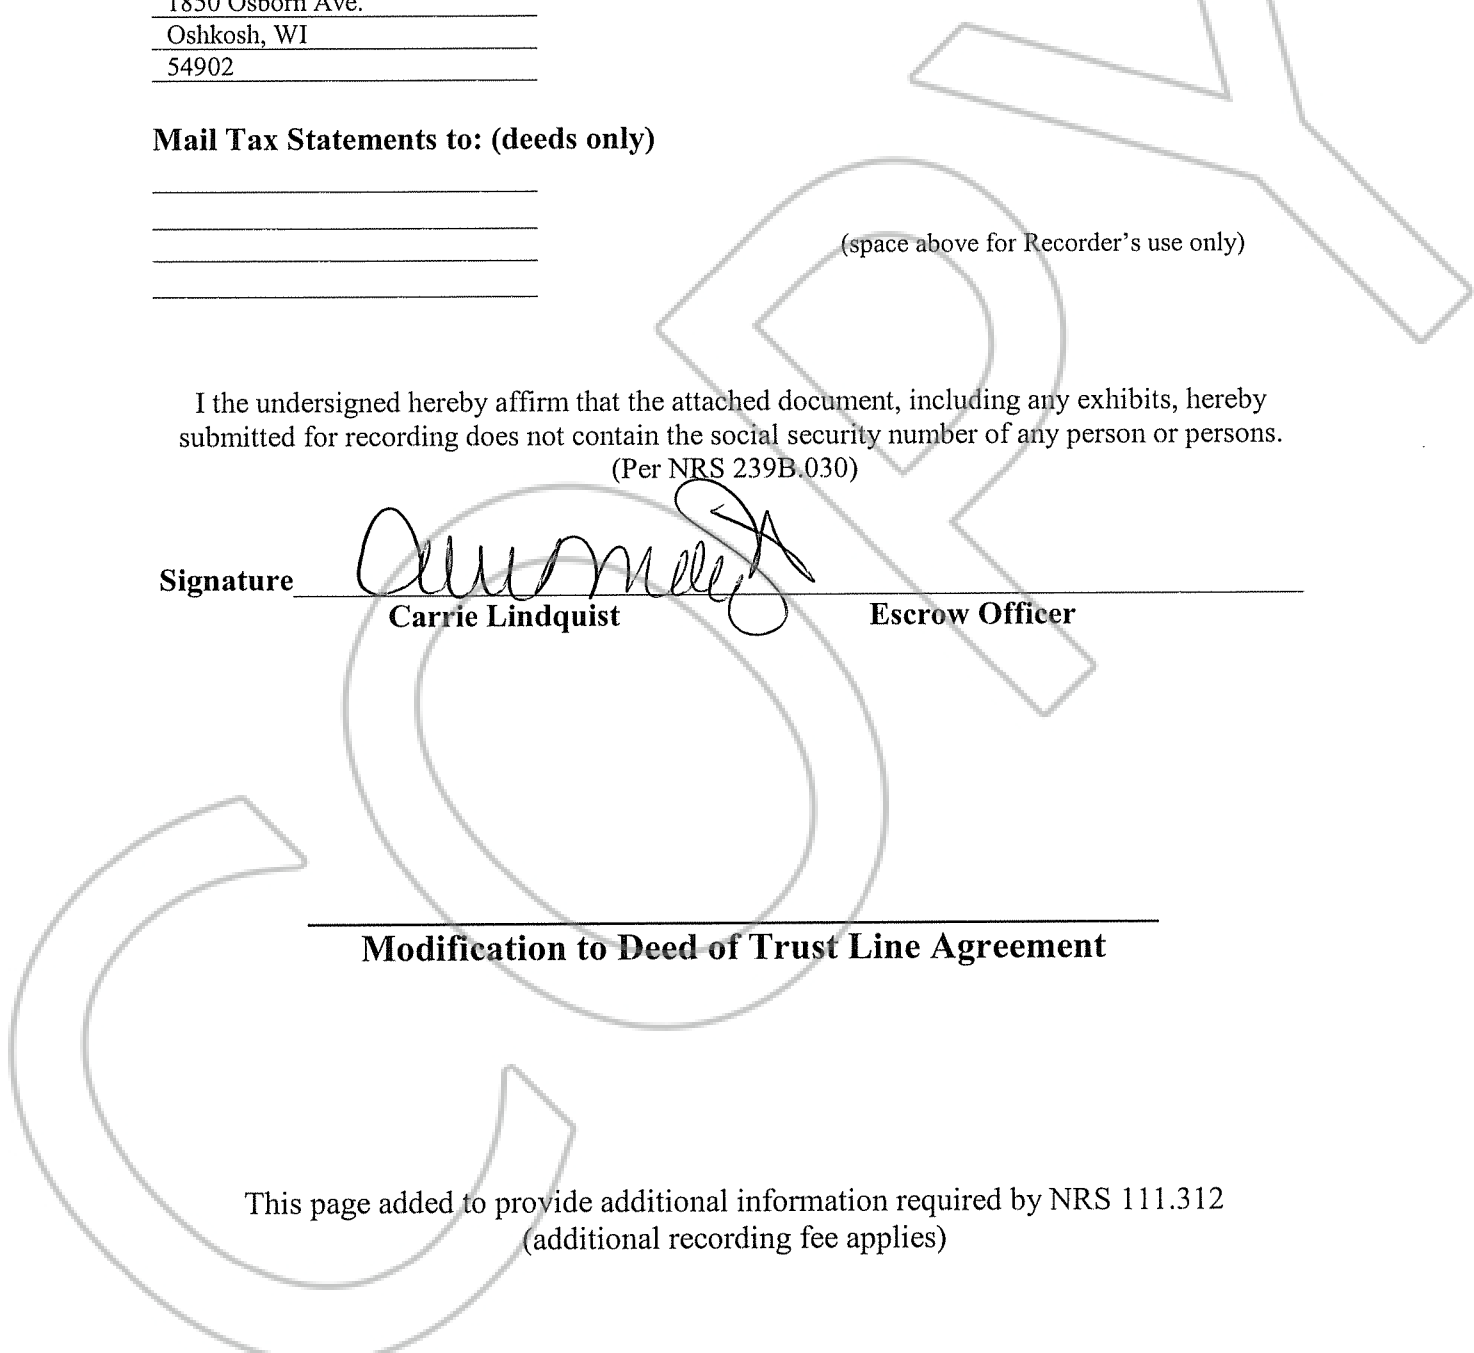 1850 Osborn Ave.
Oshkosh, WI
54902
Mail Tax Statements to: (deeds only)
(space above for Recorder's use only)
I the undersigned hereby affirm that the attached document, including any exhibits, hereby
submitted for recording does not contain the social security number of any person or persons.
(Per NRS 239B.030)
Signature
Carrie Lindquist Escrow Officer
Modification to Deed of Trust Line Agreement
This page added to provide additional information required by NRS 111.312
(additional recording fee applies)
COPY